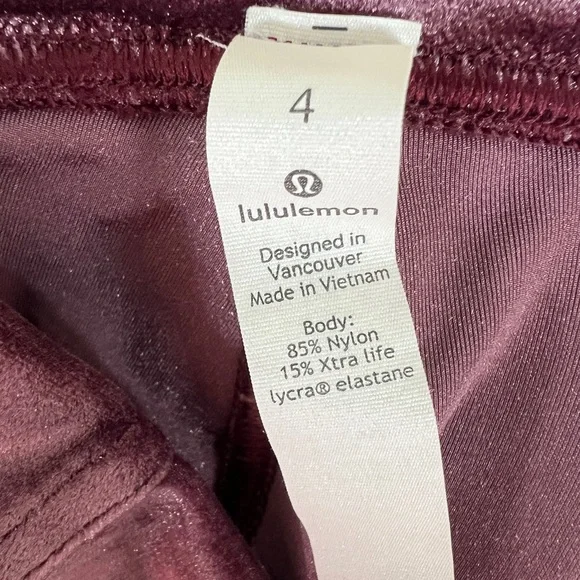 4
lululemon
Designed in
Vancouver
Made in Vietnam
Body:
85% Nylon
15% Xtra life
lycra® elastane